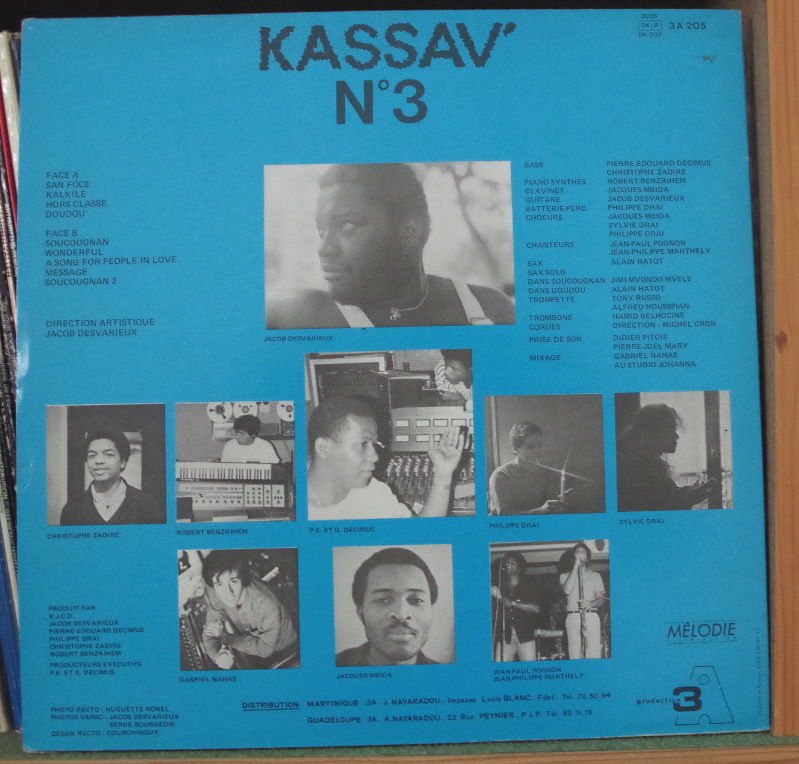 KASSAV'
N°3
3006
DK R
DK 002
3A 205
FACE A
SAN FÒCE
KALKILE
HORS CLASSE
DOUDOU
FACE B
SOUCOUGNAN
WONDERFUL
A SONG FOR PEOPLE IN LOVE
MESSAGE
SOUCOUGNAN 2
DIRECTION ARTISTIQUE
JACOB DESVARIEUX
JACOB DESVARIEUX
BASS PIERRE-EDOUARD DECIMUS
CHRISTOPHE ZADIRE
PIANO SYNTHES ROBERT BENZRIHEM
CLAVINET JACQUES MBIDA
GUITARE JACOB DESVARIEUX
BATTERIE-PERC. PHILIPPE DRAI
CHOEURS JACQUES MBIDA
SYLVIE DRAI
PHILIPPE DRAI
CHANTEURS JEAN-PAUL POGNON
JEAN-PHILIPPE MARTHELY
SAX ALAIN HATOT
SAX SOLO
DANS SOUCOUGNAN JIMI MVONDO MVELE
DANS DOUDOU ALAIN HATOT
TROMPETTE TONY RUSSO
ALFRED HOUSSPIAN
TROMBONE HAMID BELHOCINE
CORDES DIRECTION : MICHEL CRON
PRISE DE SON DIDIER PITOIS
PIERRE-JOEL MARY
MIXAGE GABRIEL NAHAS
AU STUDIO JOHANNA
CHRISTOPHE ZADIRE
ROBERT BENZRIHEM
P.E. ET G. DECIMUS
PHILIPPE DRAI
SYLVIE DRAI
GABRIEL NAHAS
JACQUES MBIDA
JEAN-PAUL POGNON
JEAN-PHILIPPE MARTHELY
PRODUIT PAR
K.J.C.D.
JACOB DESVARIEUX
PIERRE-EDOUARD DECIMUS
PHILIPPE DRAI
CHRISTOPHE ZADIRE
ROBERT BENZRIHEM
PRODUCTEURS EXECUTIFS
P.E. ET G. DECIMUS
PHOTO RECTO : HUGUETTE RONEL
PHOTOS VERSO : JACOB DESVARIEUX
SERGE BOURGEOIS
DESSIN RECTO : COURCHINOUX
DISTRIBUTION: MARTINIQUE 3A. J. NAYARADOU. Impasse Louis BLANC. Fdef. Tél. 72.50.94
GUADELOUPE 3A. A. NAYARADOU. 22 Rue PEYNIER. P à P. Tél. 82.36.38
MÉLODIE
DISTRIBUTION
production 3 A